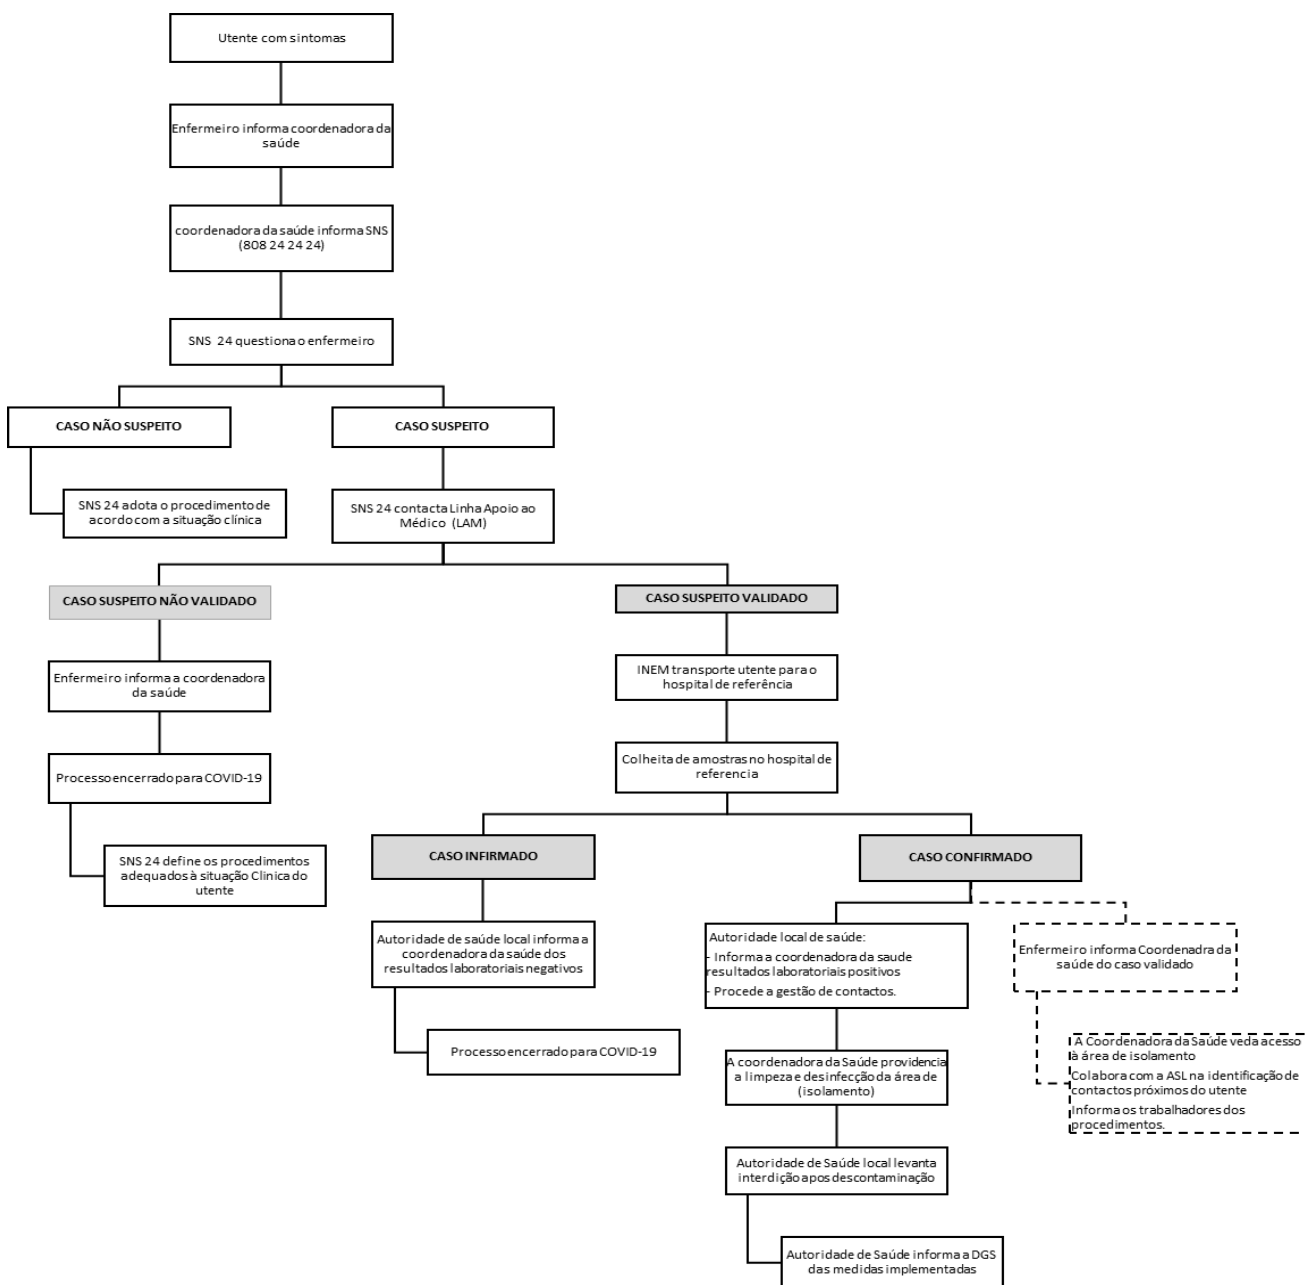 Utente com sintomas
Enfermeiro informa coordenadora da
saúde
coordenadora da saúde informa SNS
(808 24 24 24)
SNS 24 questiona o enfermeiro
CASO NÃO SUSPEITO
CASO SUSPEITO
SNS 24 adota o procedimento de
acordo com a situação clínica
SNS 24 contacta Linha Apoio ao
Médico (LAM)
CASO SUSPEITO NÃO VALIDADO
CASO SUSPEITO VALIDADO
Enfermeiro informa a coordenadora
da saúde
INEM transporte utente para o
hospital de referência
Processo encerrado para COVID-19
Colheita de amostras no hospital de
referencia
SNS 24 define os procedimentos
adequados à situação Clinica do
utente
CASO INFIRMADO
CASO CONFIRMADO
Autoridade de saúde local informa a
coordenadora da saúde dos
resultados laboratoriais negativos
Processo encerrado para COVID-19
Autoridade local de saúde:
- Informa a coordenadora da saude
resultados laboratoriais positivos
- Procede a gestão de contactos.
Enfermeiro informa Coordenadra da
saúde do caso validado
A coordenadora da Saúde providencia
a limpeza e desinfecção da área de
(isolamento)
A Coordenadora da Saúde veda acesso
à área de isolamento
Colabora com a ASL na identificação de
contactos próximos do utente
Informa os trabalhadores dos
procedimentos.
Autoridade de Saúde local levanta
interdição apos descontaminação
Autoridade de Saúde informa a DGS
das medidas implementadas